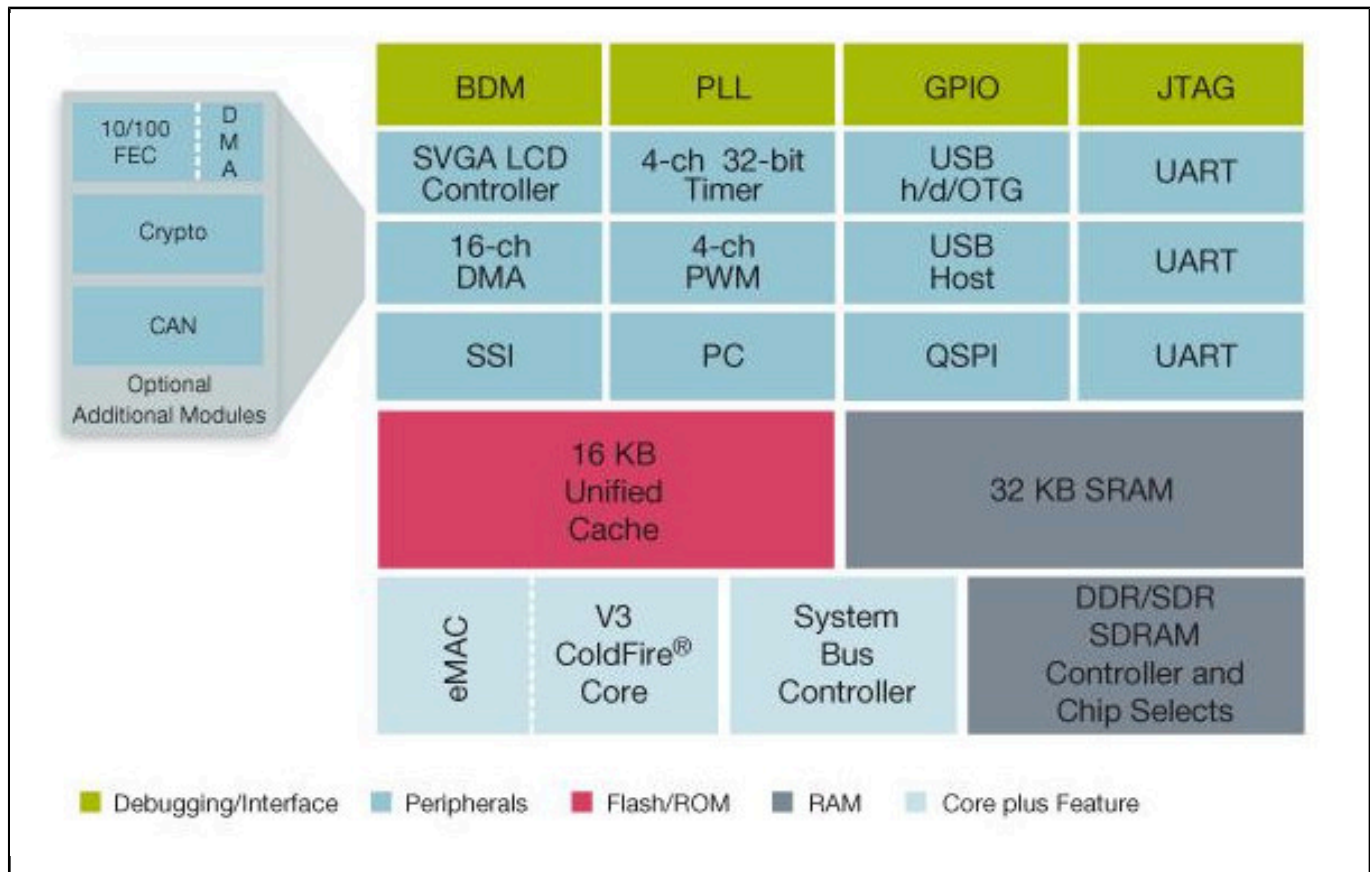 BDM
PLL
GPIO
JTAG
10/100
FEC
D
M
A
Crypto
CAN
Optional
Additional Modules
SVGA LCD
Controller
4-ch 32-bit
Timer
USB
h/d/OTG
UART
16-ch
DMA
4-ch
PWM
USB
Host
UART
SSI
PC
QSPI
UART
16 KB
Unified
Cache
32 KB SRAM
eMAC
V3
ColdFire®
Core
System
Bus
Controller
DDR/SDR
SDRAM
Controller and
Chip Selects
Debugging/Interface
Peripherals
Flash/ROM
RAM
Core plus Feature